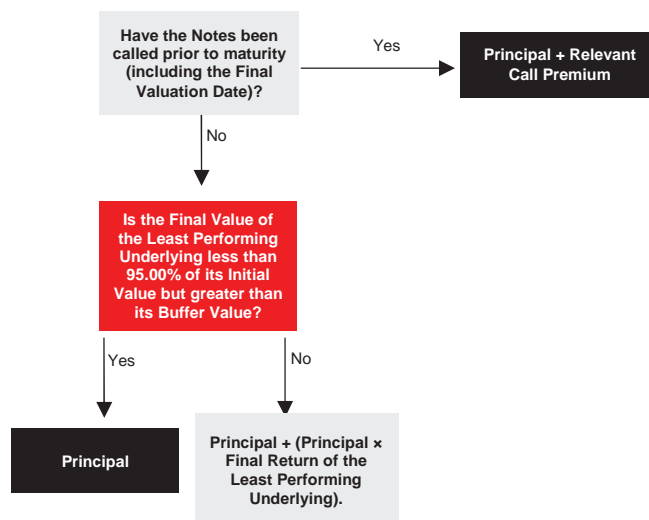 Have the Notes been
called prior to maturity
(including the Final
Valuation Date)?
Yes
Principal + Relevant
Call Premium
No
Is the Final Value of
the Least Performing
Underlying less than
95.00% of its Initial
Value but greater than
its Buffer Value?
Yes
No
Principal
Principal + (Principal ×
Final Return of the
Least Performing
Underlying).